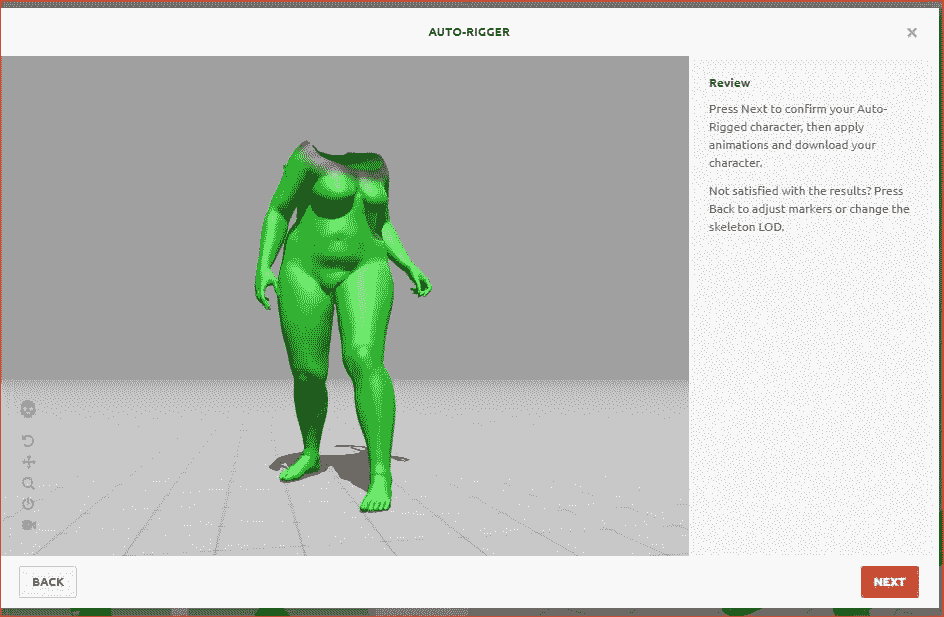 AUTO-RIGGER
Review
Press Next to confirm your Auto-
Rigged character, then apply
animations and download your
character.
Not satisfied with the results? Press
Back to adjust markers or change the
skeleton LOD.
BACK
NEXT